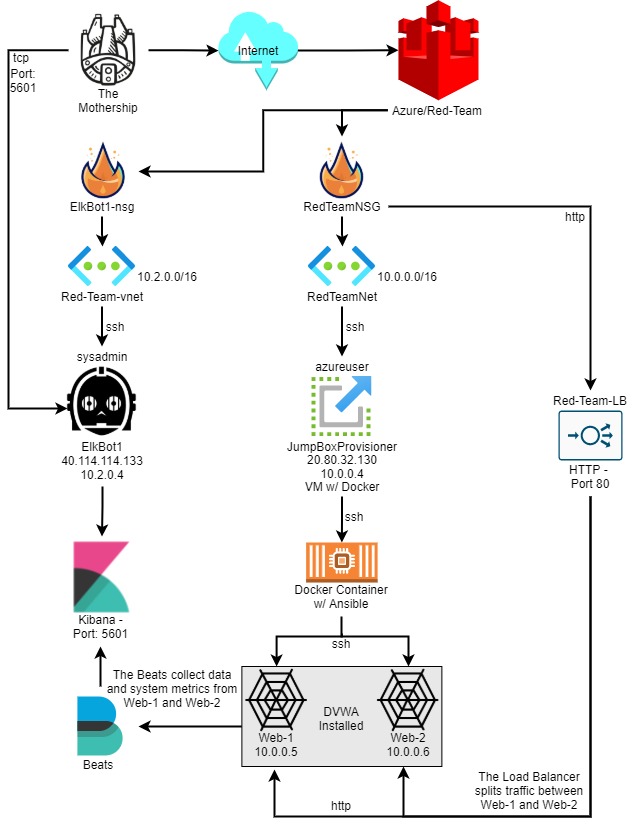 tcp
Port:
5601
The
Mothership
Internet
Azure/Red-Team
ElkBot1-nsg
RedTeamNSG
http
10.2.0.0/16
Red-Team-vnet
10.0.0.0/16
RedTeamNet
ssh
ssh
sysadmin
azureuser
Red-Team-LB
ElkBot1
40.114.114.133
10.2.0.4
JumpBoxProvisioner
20.80.32.130
10.0.0.4
VM w/ Docker
HTTP -
Port 80
ssh
Docker Container
w/ Ansible
Kibana -
Port: 5601
ssh
The Beats collect data
and system metrics from
Web-1 and Web-2
DVWA
Installed
Web-1
10.0.0.5
Web-2
10.0.0.6
Beats
http
The Load Balancer
splits traffic between
Web-1 and Web-2